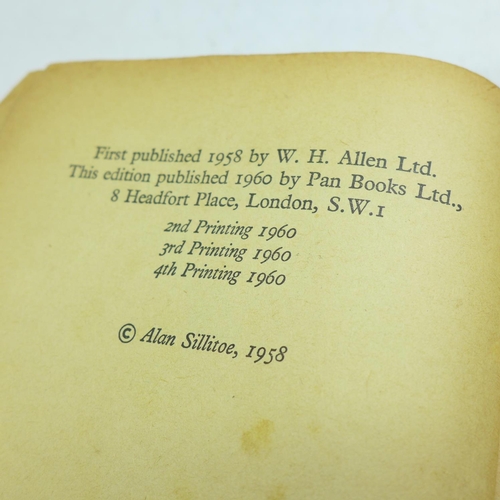 First published 1958 by W. H. Allen Ltd.
This edition published 1960 by Pan Books Ltd.,
8 Headfort Place, London, S.W.1
2nd Printing 1960
3rd Printing 1960
4th Printing 1960
© Alan Sillitoe, 1958